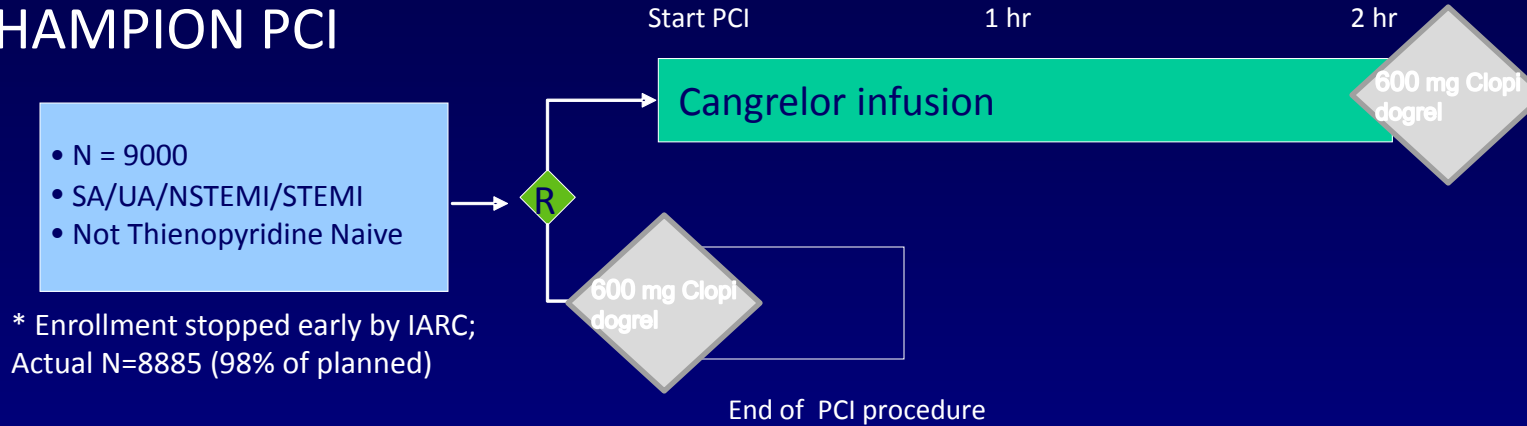 HAMPION PCI
Start PCI 1 hr 2 hr
Cangrelor infusion
600 mg Clopi
dogrel
• N = 9000
• SA/UA/NSTEMI/STEMI
• Not Thienopyridine Naive
R
600 mg Clopi
dogrel
* Enrollment stopped early by IARC;
Actual N=8885 (98% of planned)
End of PCI procedure